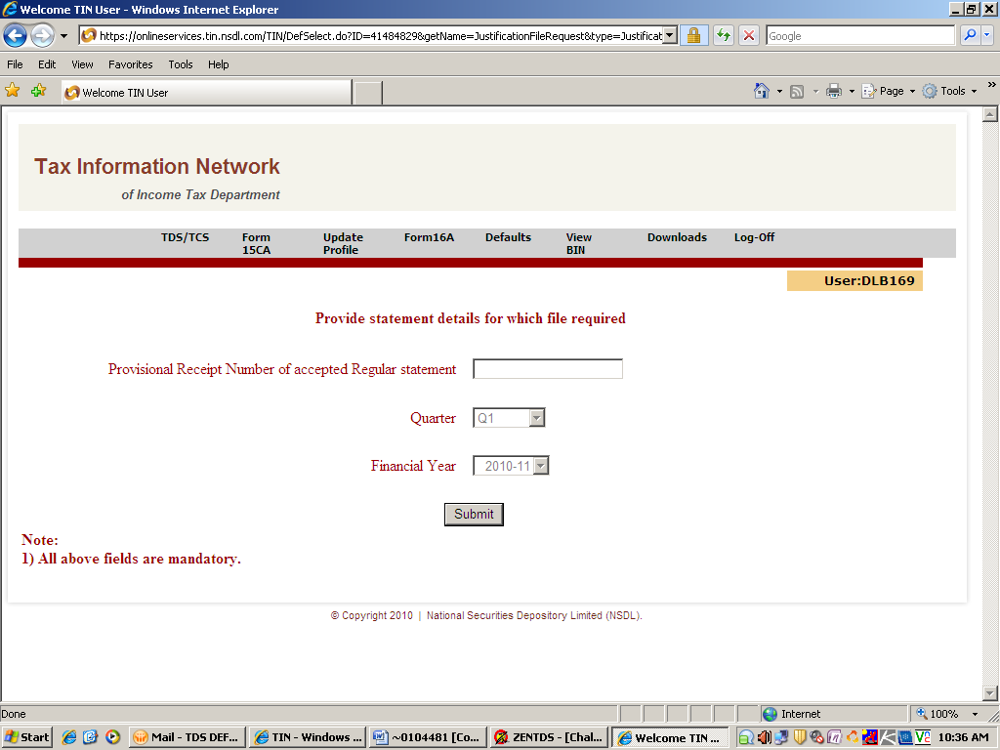 Welcome TIN User - Windows Internet Explorer
https://onlineservices.tin.nsdl.com/TIN/DefSelect.do?ID=41484829&getName=JustificationFileRequest&type=Justificat
Google
File Edit View Favorites Tools Help
Welcome TIN User
Page Tools »
Tax Information Network
of Income Tax Department
TDS/TCS Form 15CA Update Profile Form16A Defaults View BIN Downloads Log-Off
User:DLB169
Provide statement details for which file required
Provisional Receipt Number of accepted Regular statement
Quarter Q1
Financial Year 2010-11
Submit
Note:
1) All above fields are mandatory.
© Copyright 2010 | National Securities Depository Limited (NSDL).
Done Internet 100%
Start Mail - TDS DEF... TIN - Windows ... ~0104481 [Co... ZENTDS - [Chal... Welcome TIN ... 10:36 AM